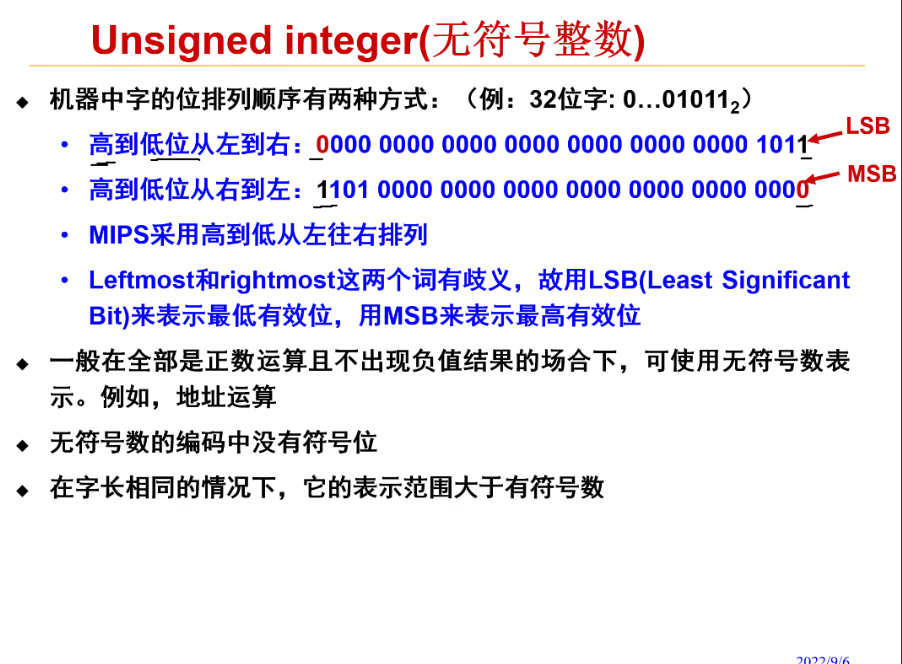 Unsigned integer(无符号整数)
◆ 机器中字的位排列顺序有两种方式：（例：32位字: 0…01011₂）
• 高到低位从左到右：0000 0000 0000 0000 0000 0000 0000 1011
LSB
• 高到低位从右到左：1101 0000 0000 0000 0000 0000 0000 0000
MSB
• MIPS采用高到低从左往右排列
• Leftmost和rightmost这两个词有歧义，故用LSB(Least Significant
Bit)来表示最低有效位，用MSB来表示最高有效位
◆ 一般在全部是正数运算且不出现负值结果的场合下，可使用无符号数表
示。例如，地址运算
◆ 无符号数的编码中没有符号位
◆ 在字长相同的情况下，它的表示范围大于有符号数
2022/9/6